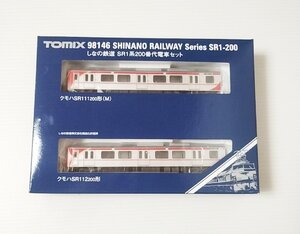 TOMIX 98146 SHINANO RAILWAY Series SR1-200
しなの鉄道 SR1系200番代電車セット
クモハSR111 200形(M)
クモハSR112 200形